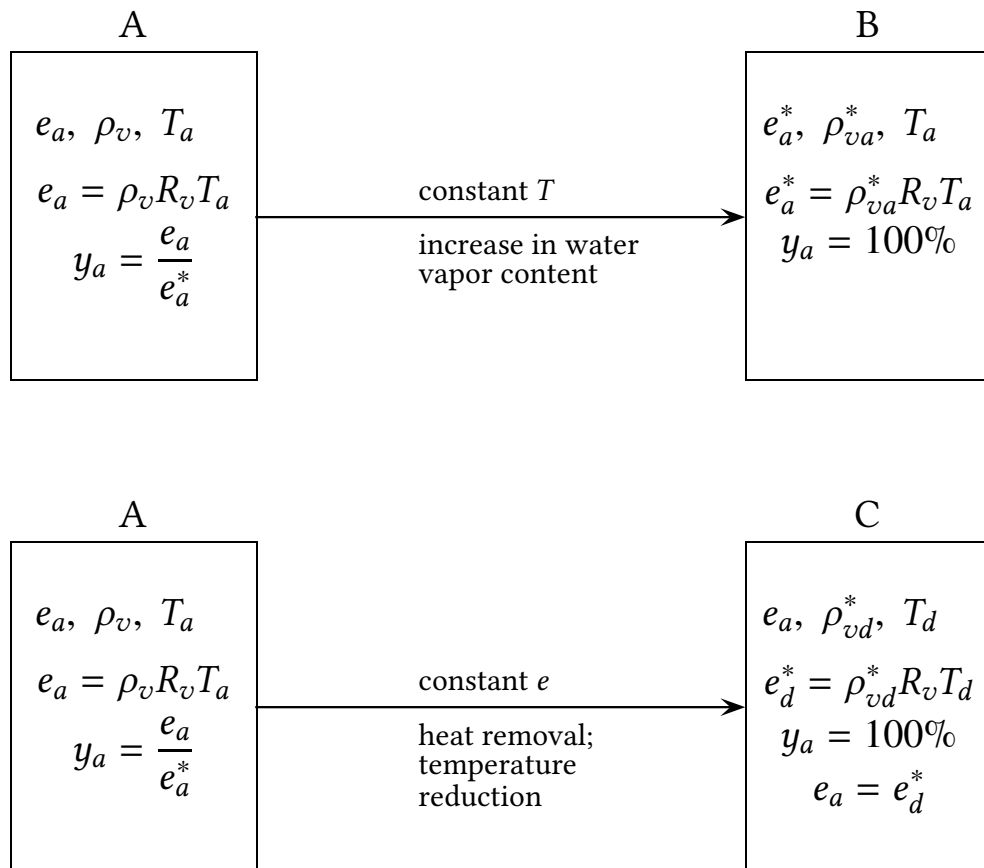 A
B
e_a, ρ_v, T_a
e_a = ρ_v R_v T_a
y_a = e_a / e_a^*
constant T
increase in water
vapor content
e_a^*, ρ_va^*, T_a
e_a^* = ρ_va^* R_v T_a
y_a = 100%
A
C
e_a, ρ_v, T_a
e_a = ρ_v R_v T_a
y_a = e_a / e_a^*
constant e
heat removal;
temperature
reduction
e_a, ρ_vd^*, T_d
e_d^* = ρ_vd^* R_v T_d
y_a = 100%
e_a = e_d^*